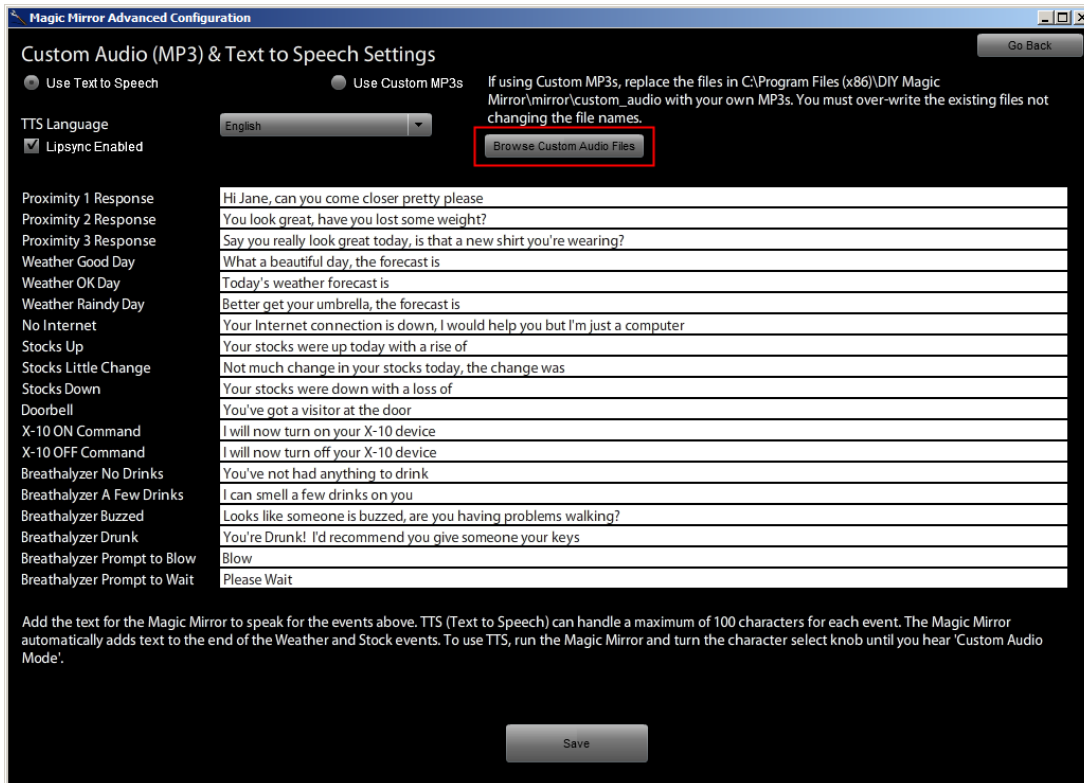 Magic Mirror Advanced Configuration
Custom Audio (MP3) & Text to Speech Settings
Go Back
Use Text to Speech
Use Custom MP3s
If using Custom MP3s, replace the files in C:\Program Files (x86)\DIY Magic
Mirror\mirror\custom_audio with your own MP3s. You must over-write the existing files not
changing the file names.
TTS Language
English
Lipsync Enabled
Browse Custom Audio Files
Proximity 1 Response Hi Jane, can you come closer pretty please
Proximity 2 Response You look great, have you lost some weight?
Proximity 3 Response Say you really look great today, is that a new shirt you're wearing?
Weather Good Day What a beautiful day, the forecast is
Weather OK Day Today's weather forecast is
Weather Raindy Day Better get your umbrella, the forecast is
No Internet Your Internet connection is down, I would help you but I'm just a computer
Stocks Up Your stocks were up today with a rise of
Stocks Little Change Not much change in your stocks today, the change was
Stocks Down Your stocks were down with a loss of
Doorbell You've got a visitor at the door
X-10 ON Command I will now turn on your X-10 device
X-10 OFF Command I will now turn off your X-10 device
Breathalyzer No Drinks You've not had anything to drink
Breathalyzer A Few Drinks I can smell a few drinks on you
Breathalyzer Buzzed Looks like someone is buzzed, are you having problems walking?
Breathalyzer Drunk You're Drunk! I'd recommend you give someone your keys
Breathalyzer Prompt to Blow Blow
Breathalyzer Prompt to Wait Please Wait
Add the text for the Magic Mirror to speak for the events above. TTS (Text to Speech) can handle a maximum of 100 characters for each event. The Magic Mirror
automatically adds text to the end of the Weather and Stock events. To use TTS, run the Magic Mirror and turn the character select knob until you hear 'Custom Audio
Mode'.
Save